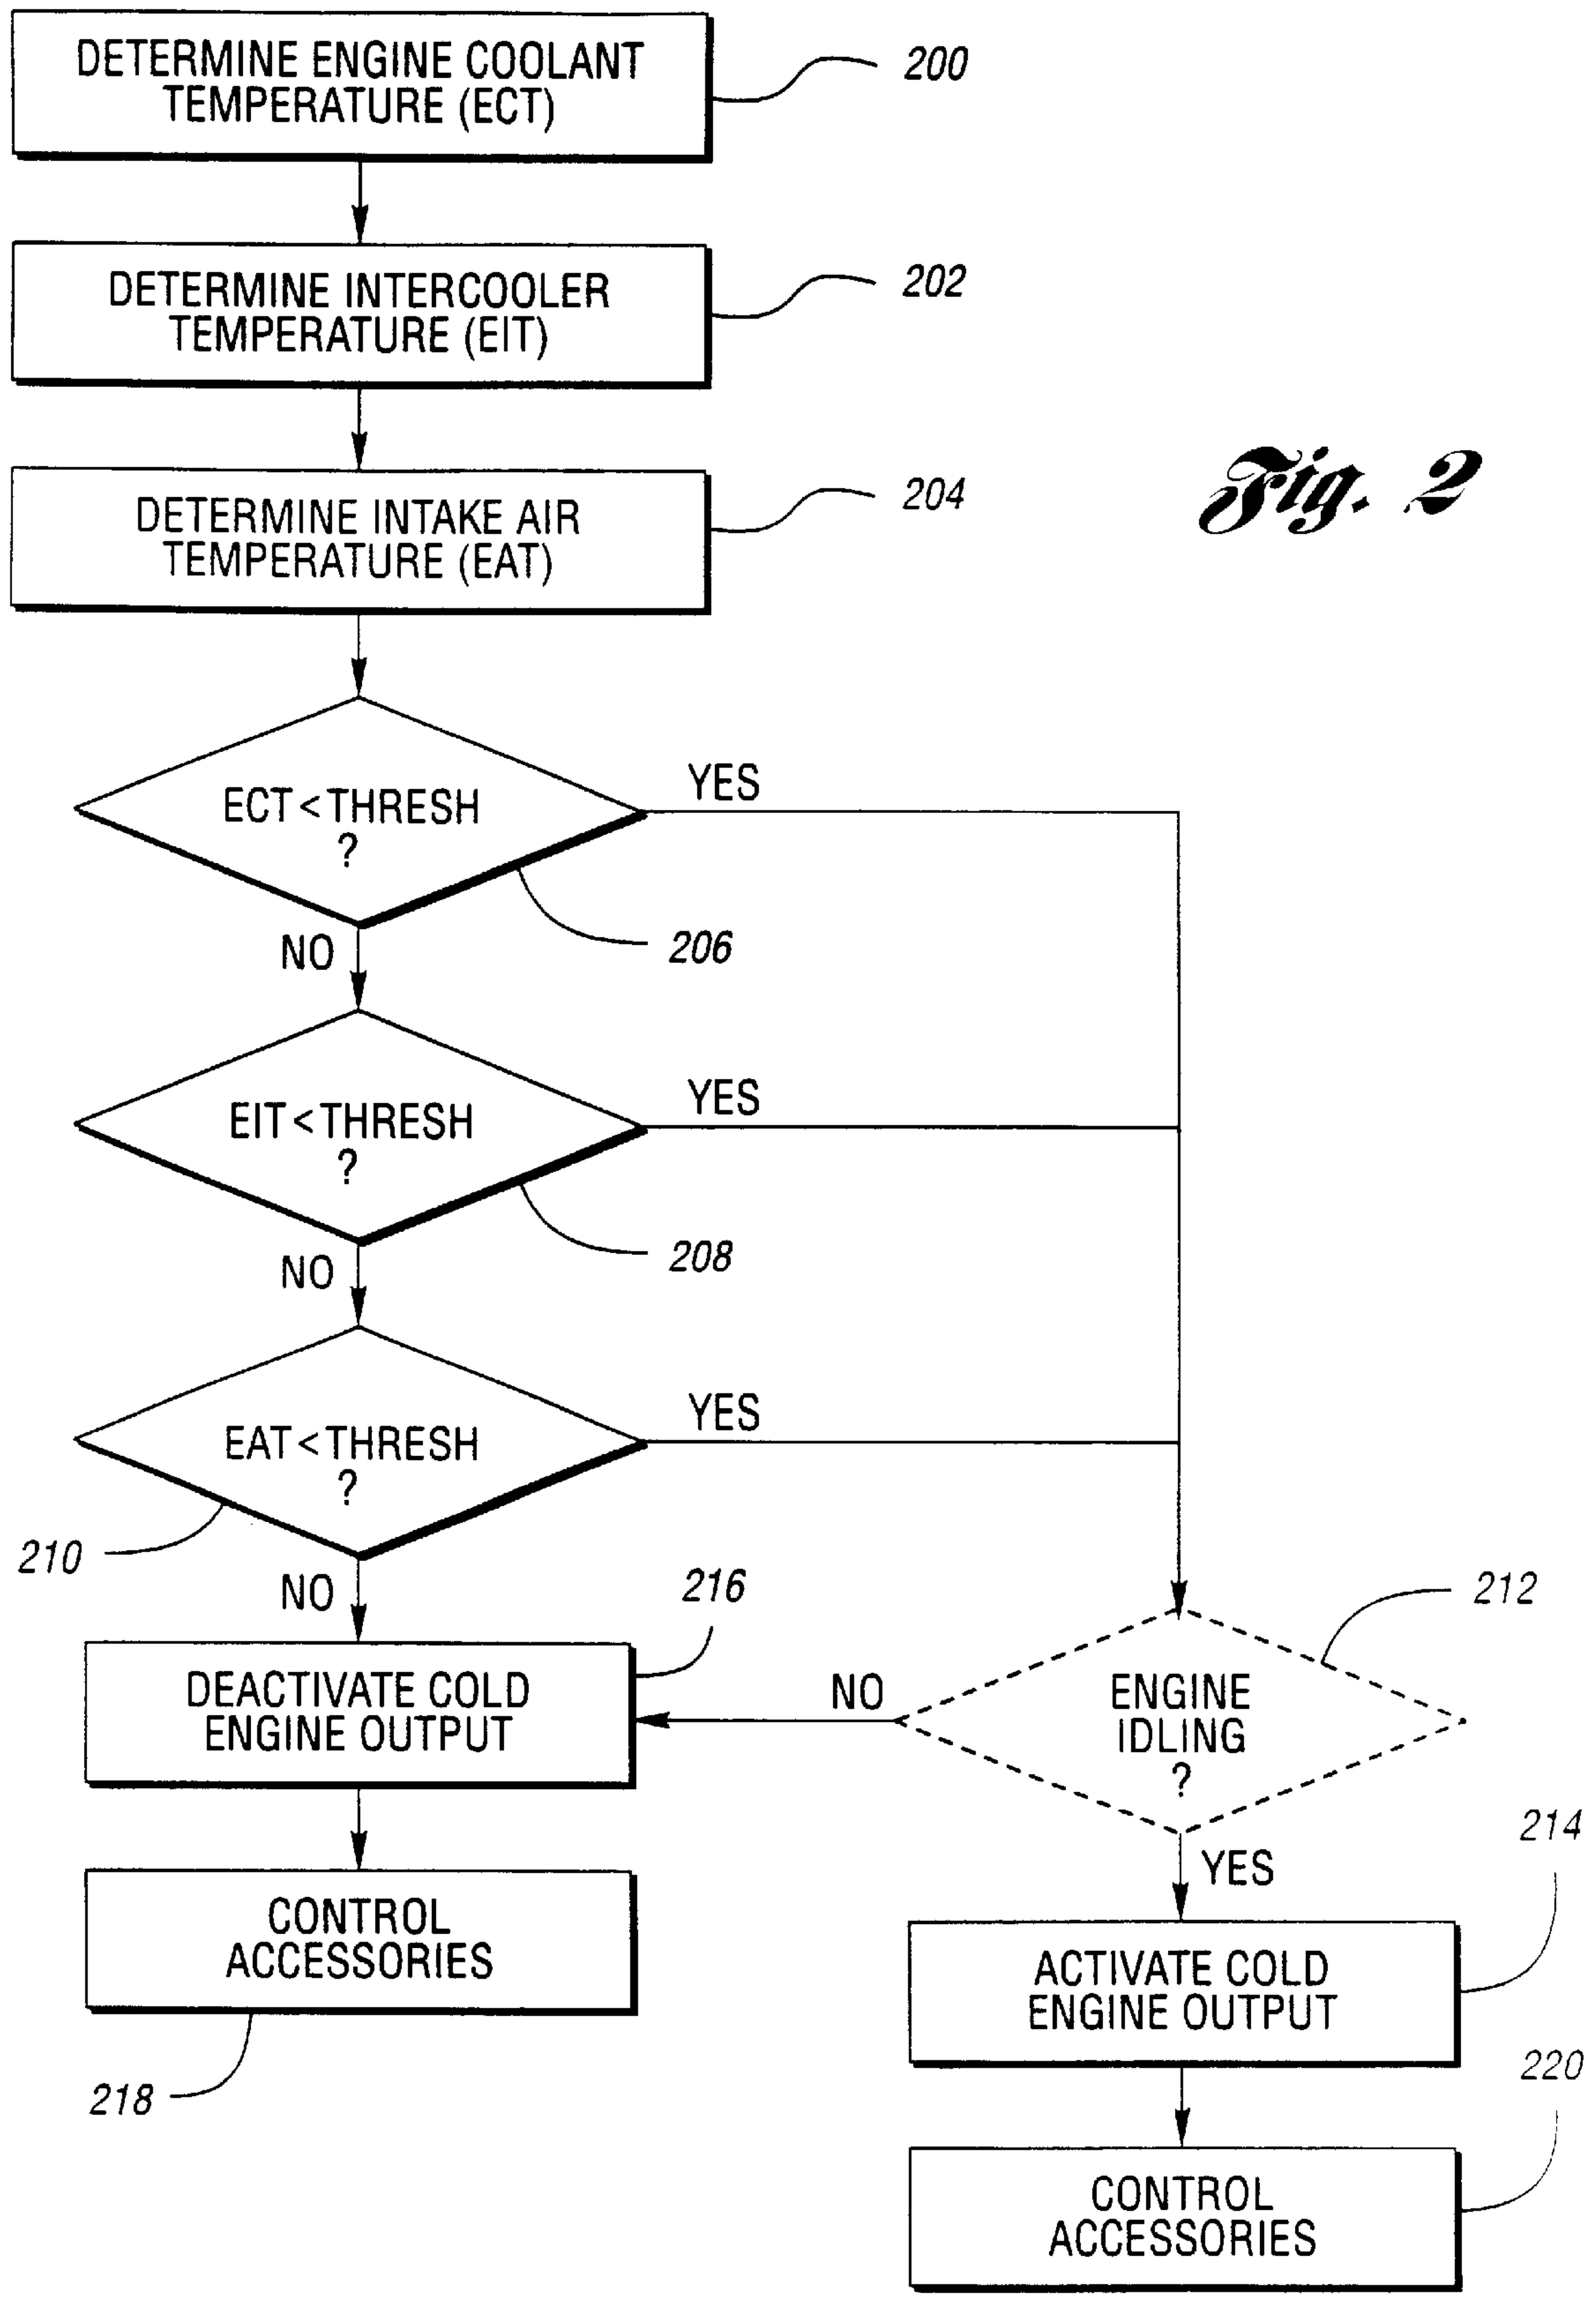 DETERMINE ENGINE COOLANT
TEMPERATURE (ECT)
200
DETERMINE INTERCOOLER
TEMPERATURE (EIT)
202
Fig. 2
DETERMINE INTAKE AIR
TEMPERATURE (EAT)
204
ECT<THRESH
?
YES
206
NO
EIT<THRESH
?
YES
208
NO
EAT<THRESH
?
YES
210
NO
216
212
DEACTIVATE COLD
ENGINE OUTPUT
NO
ENGINE
IDLING
?
214
YES
CONTROL
ACCESSORIES
218
ACTIVATE COLD
ENGINE OUTPUT
220
CONTROL
ACCESSORIES